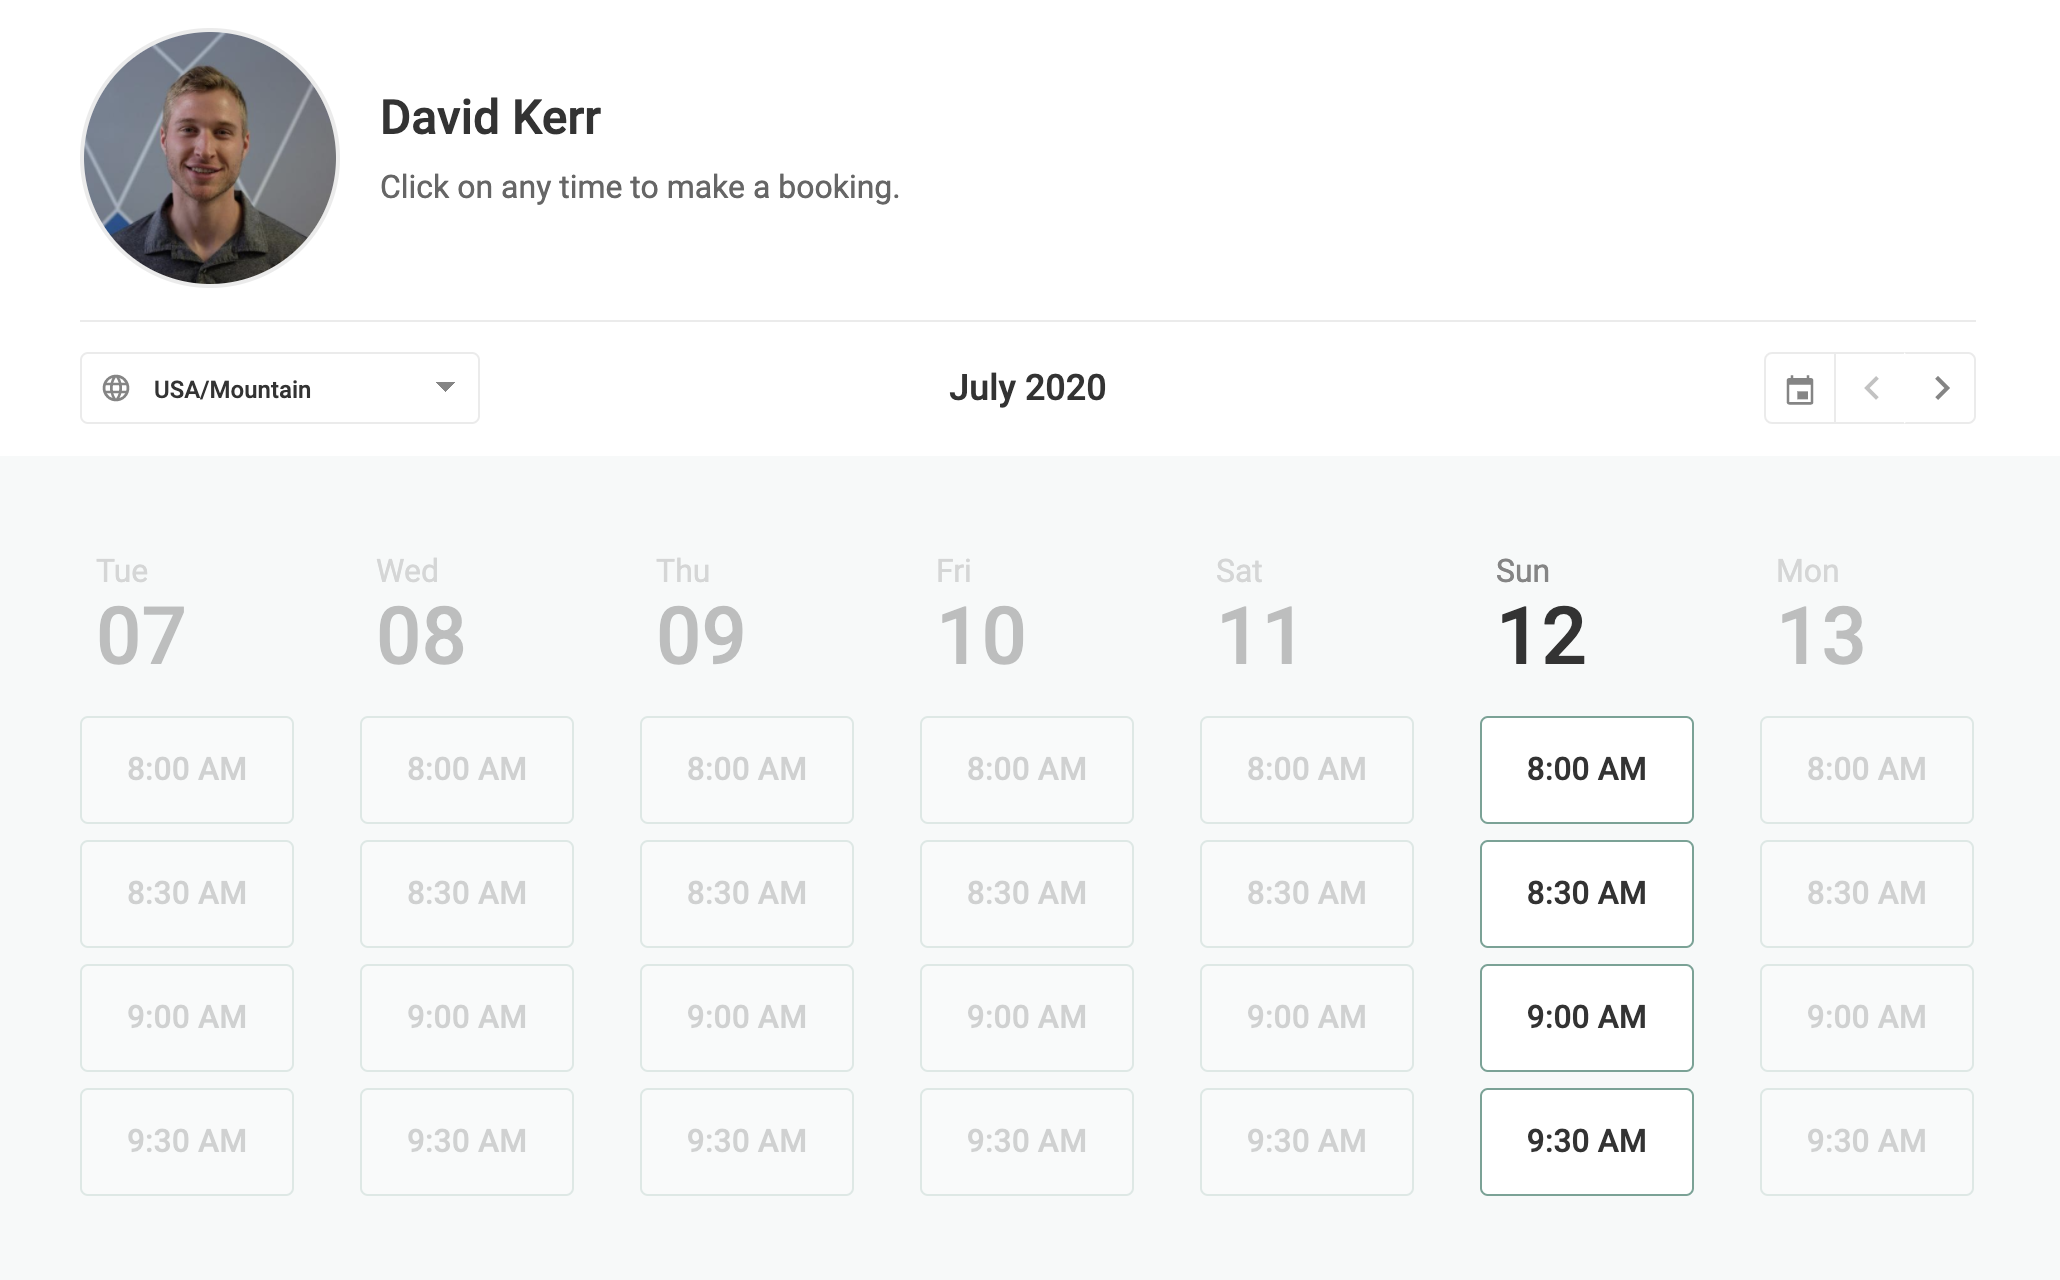 David Kerr
Click on any time to make a booking.
USA/Mountain
July 2020
Tue Wed Thu Fri Sat Sun Mon
07 08 09 10 11 12 13
8:00 AM 8:00 AM 8:00 AM 8:00 AM 8:00 AM 8:00 AM 8:00 AM
8:30 AM 8:30 AM 8:30 AM 8:30 AM 8:30 AM 8:30 AM 8:30 AM
9:00 AM 9:00 AM 9:00 AM 9:00 AM 9:00 AM 9:00 AM 9:00 AM
9:30 AM 9:30 AM 9:30 AM 9:30 AM 9:30 AM 9:30 AM 9:30 AM